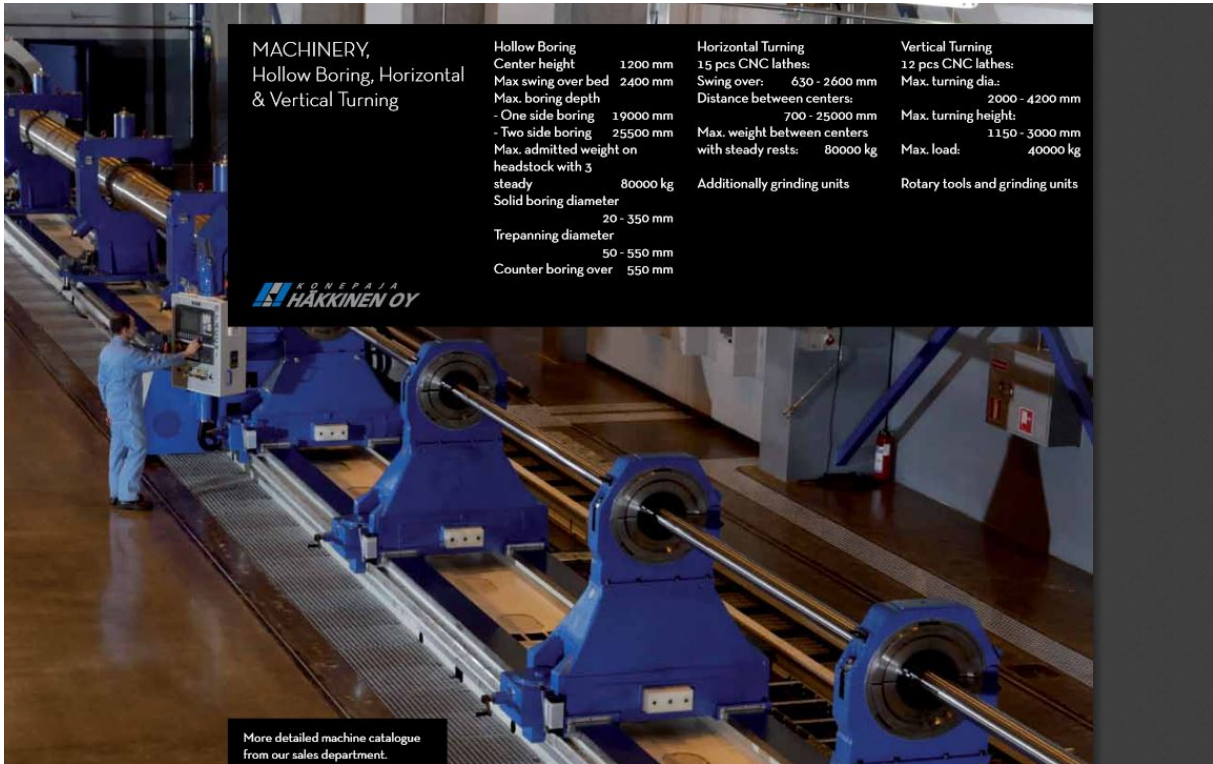 MACHINERY,
Hollow Boring, Horizontal
& Vertical Turning
KONEPAJA
HÄKKINEN OY
Hollow Boring
Center height 1200 mm
Max swing over bed 2400 mm
Max. boring depth
- One side boring 19000 mm
- Two side boring 25500 mm
Max. admitted weight on
headstock with 3
steady 80000 kg
Solid boring diameter
20 - 350 mm
Trepanning diameter
50 - 550 mm
Counter boring over 550 mm
Horizontal Turning
15 pcs CNC lathes:
Swing over: 630 - 2600 mm
Distance between centers:
700 - 25000 mm
Max. weight between centers
with steady rests: 80000 kg
Additionally grinding units
Vertical Turning
12 pcs CNC lathes:
Max. turning dia.:
2000 - 4200 mm
Max. turning height:
1150 - 3000 mm
Max. load: 40000 kg
Rotary tools and grinding units
More detailed machine catalogue
from our sales department.